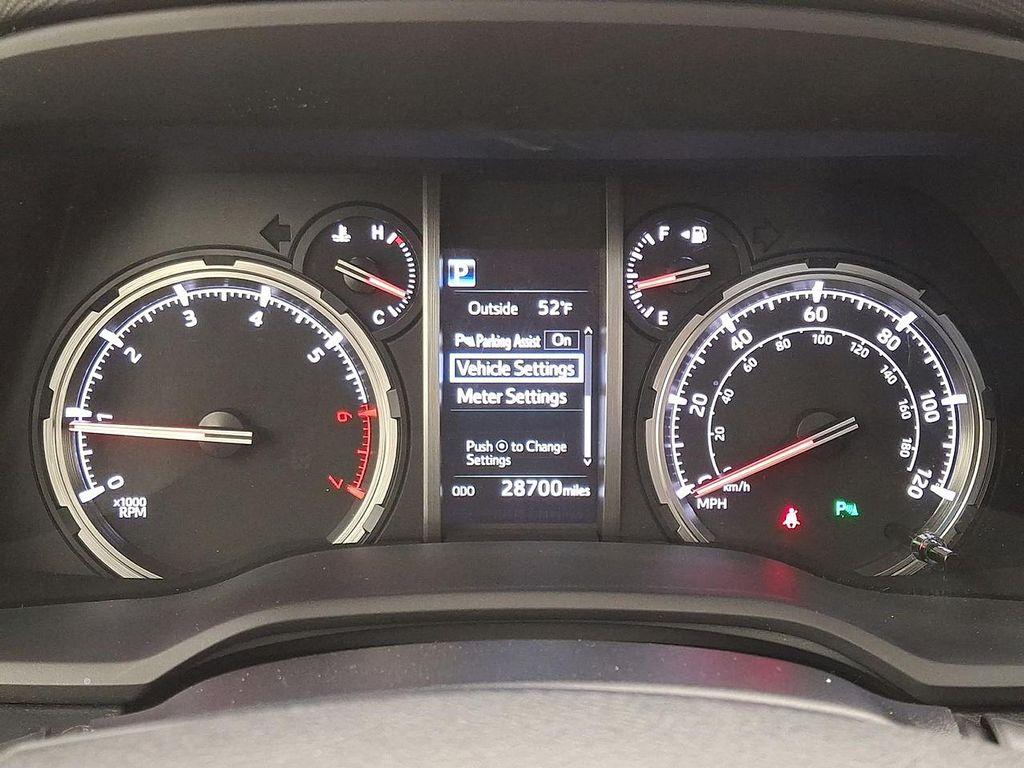 0
1
2
3
4
5
6
7
x1000
RPM
H
C
P
Outside 52°F
P Parking Assist On
Vehicle Settings
Meter Settings
Push to Change
Settings
ODO 28700 miles
F
E
20
40
60
80
100
120
20
40
60
80
100
120
140
160
180
km/h
MPH
P